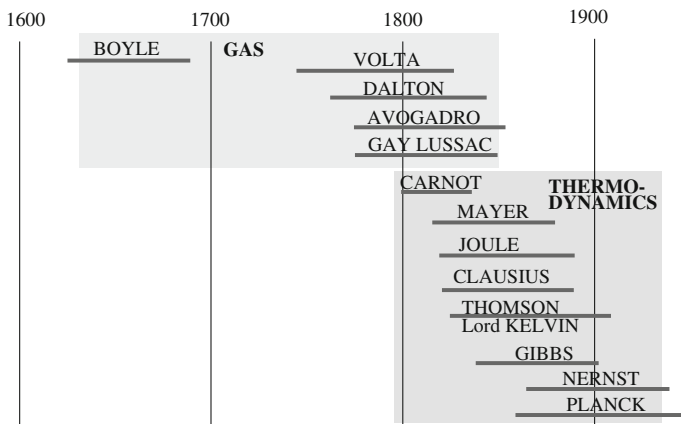 1600 1700 1800 1900
BOYLE
GAS
VOLTA
DALTON
AVOGADRO
GAY LUSSAC
CARNOT
THERMO-
DYNAMICS
MAYER
JOULE
CLAUSIUS
THOMSON
Lord KELVIN
GIBBS
NERNST
PLANCK